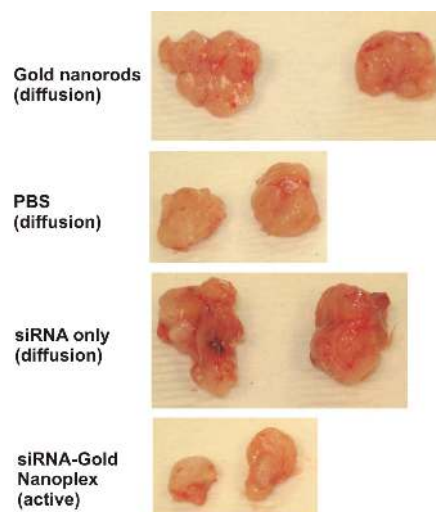 Gold nanorods
(diffusion)
PBS
(diffusion)
siRNA only
(diffusion)
siRNA-Gold
Nanoplex
(active)